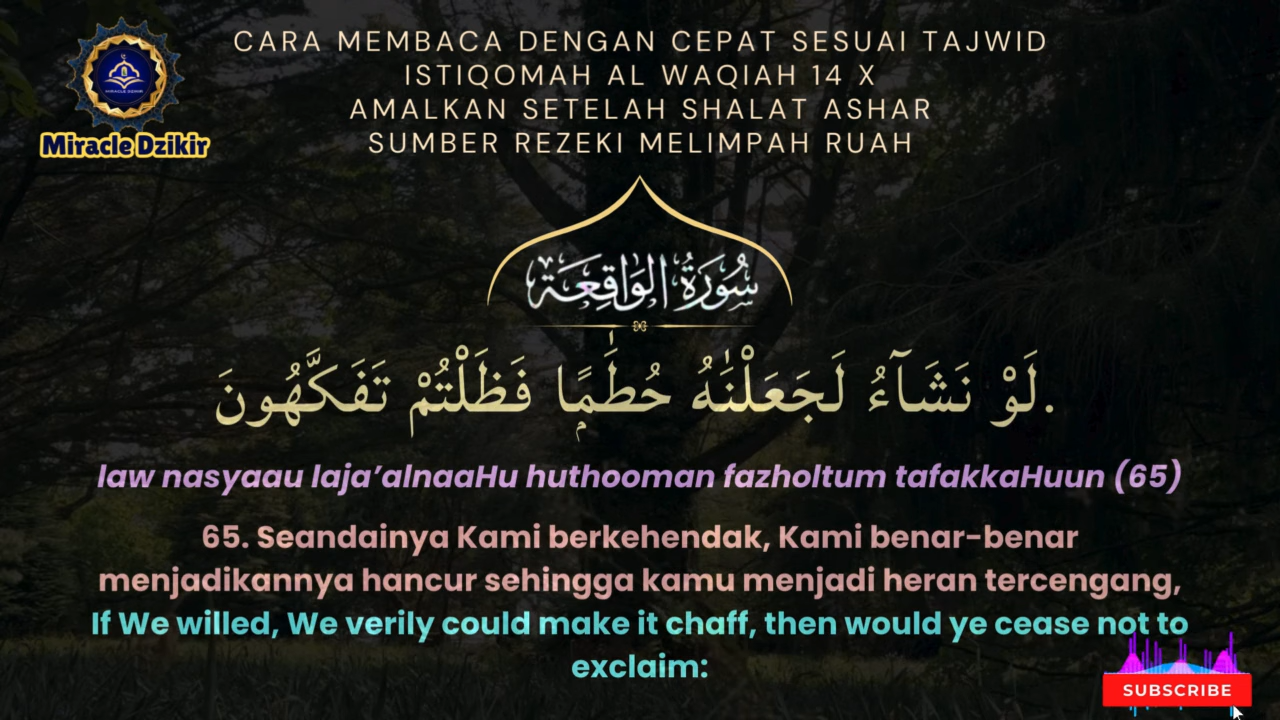 CARA MEMBACA DENGAN CEPAT SESUAI TAJWID
ISTIQOMAH AL WAQIAH 14 X
AMALKAN SETELAH SHALAT ASHAR
SUMBER REZEKI MELIMPAH RUAH
MIRACLE DZIKIR
Miracle Dzikir
سُورَةُ الوَاقِعَة
لَوْ نَشَآءُ لَجَعَلْنَٰهُ حُطَٰمًۭا فَظَلْتُمْ تَفَكَّهُونَ.
law nasyaau laja’alnaaHu huthooman fazholtum tafakkaHuun (65)
65. Seandainya Kami berkehendak, Kami benar-benar
menjadikannya hancur sehingga kamu menjadi heran tercengang,
If We willed, We verily could make it chaff, then would ye cease not to
exclaim:
SUBSCRIBE